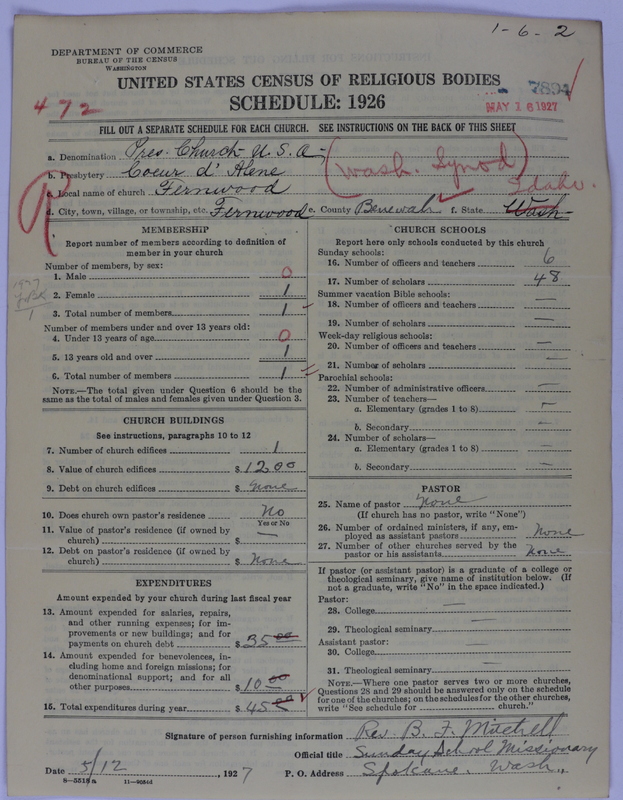 1-6-2
DEPARTMENT OF COMMERCE
BUREAU OF THE CENSUS
WASHINGTON
UNITED STATES CENSUS OF RELIGIOUS BODIES
7894
SCHEDULE: 1926
472
MAY 16 1927
FILL OUT A SEPARATE SCHEDULE FOR EACH CHURCH. SEE INSTRUCTIONS ON THE BACK OF THIS SHEET
a. Denomination Pres. Church U.S.A.
b. Presbytery Coeur d'Alene
(Wash. Synod)
c. Local name of church Fernwood
Idaho.
d. City, town, village, or township, etc. Fernwood e. County Benewah f. State Wash
R
MEMBERSHIP
Report number of members according to definition of
member in your church
Number of members, by sex:
1. Male 0
2. Female 1
3. Total number of members 1
Number of members under and over 13 years old:
4. Under 13 years of age 0
5. 13 years old and over 1
6. Total number of members 1
NOTE.—The total given under Question 6 should be the
same as the total of males and females given under Question 3.
CHURCH BUILDINGS
See instructions, paragraphs 10 to 12
7. Number of church edifices 1
8. Value of church edifices $ 1200
9. Debt on church edifices $ None
10. Does church own pastor's residence No
Yes or No
11. Value of pastor's residence (if owned by
church) $ —
12. Debt on pastor's residence (if owned by
church) $ None
EXPENDITURES
Amount expended by your church during last fiscal year
13. Amount expended for salaries, repairs,
and other running expenses; for im-
provements or new buildings; and for
payments on church debt $ 35 00
14. Amount expended for benevolences, in-
cluding home and foreign missions; for
denominational support; and for all
other purposes $ 10 00
15. Total expenditures during year $ 45 00
CHURCH SCHOOLS
Report here only schools conducted by this church
Sunday schools:
16. Number of officers and teachers 6
17. Number of scholars 48
Summer vacation Bible schools:
18. Number of officers and teachers —
19. Number of scholars —
Week-day religious schools:
20. Number of officers and teachers —
21. Number of scholars —
Parochial schools:
22. Number of administrative officers —
23. Number of teachers—
a. Elementary (grades 1 to 8) —
b. Secondary —
24. Number of scholars—
a. Elementary (grades 1 to 8) —
b. Secondary —
PASTOR
25. Name of pastor None
(If church has no pastor, write "None")
26. Number of ordained ministers, if any, em-
ployed as assistant pastors None
27. Number of other churches served by the
pastor or his assistants None
If pastor (or assistant pastor) is a graduate of a college or
theological seminary, give name of institution below. (If
not a graduate, write "No" in the space indicated.)
Pastor:
28. College —
29. Theological seminary —
Assistant pastor:
30. College —
31. Theological seminary —
NOTE.—Where one pastor serves two or more churches,
Questions 28 and 29 should be answered only on the schedule
for one of the churches; on the schedules for the other churches,
write "See schedule for ........ church."
Signature of person furnishing information Rev. B. F. Mitchell
Official title Sunday School Missionary
Date 5/12, 1927
P. O. Address Spokane, Wash.,
8-5518a 11-9054d